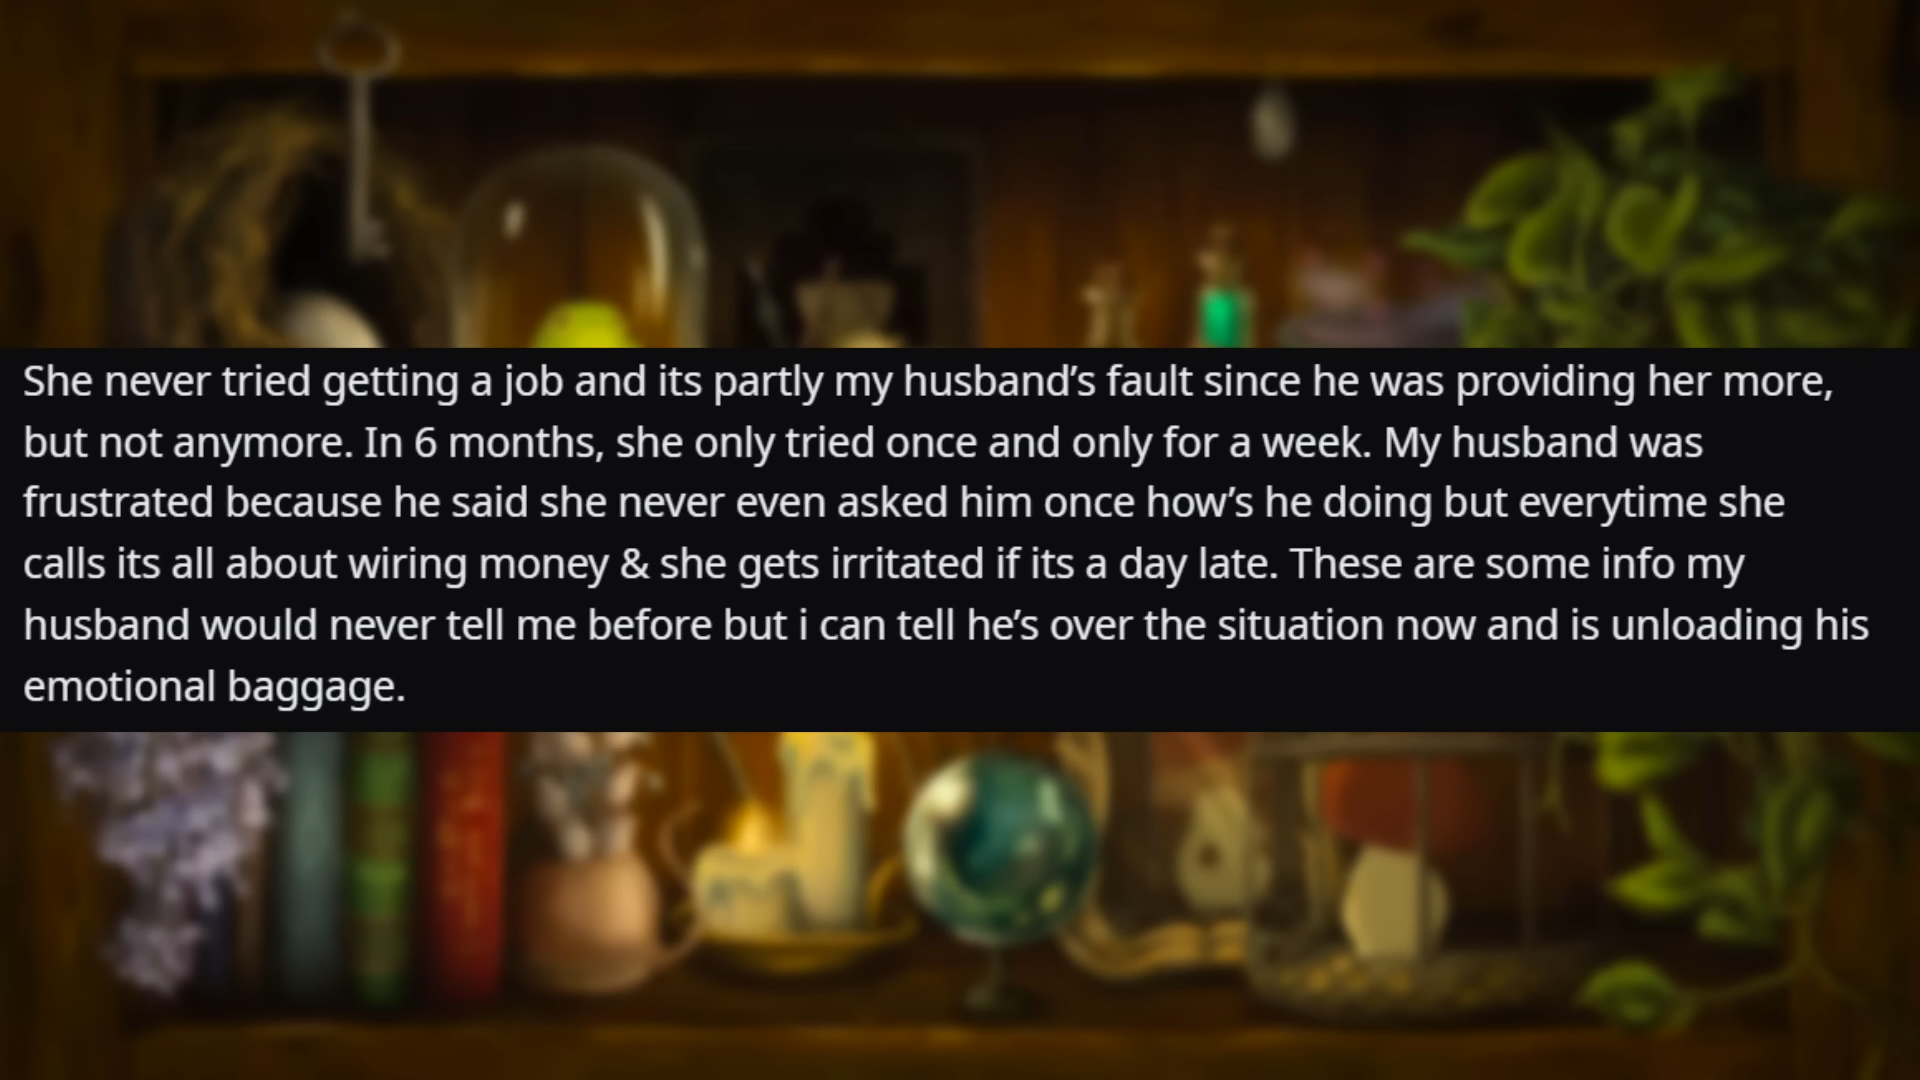 She never tried getting a job and its partly my husband’s fault since he was providing her more,
but not anymore. In 6 months, she only tried once and only for a week. My husband was
frustrated because he said she never even asked him once how’s he doing but everytime she
calls its all about wiring money & she gets irritated if its a day late. These are some info my
husband would never tell me before but i can tell he’s over the situation now and is unloading his
emotional baggage.